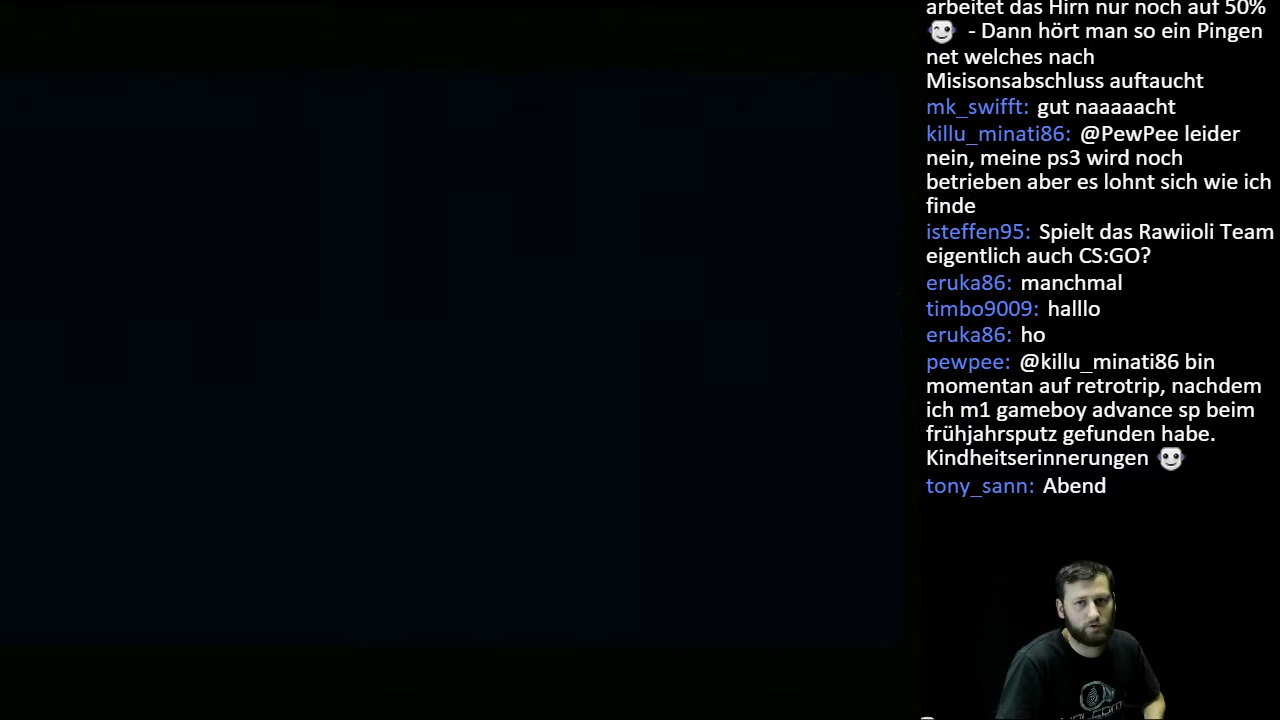 arbeitet das Hirn nur noch auf 50%
- Dann hört man so ein Pingen
net welches nach
Misisonsabschluss auftaucht
mk_swifft: gut naaaaacht
killu_minati86: @PewPee leider
nein, meine ps3 wird noch
betrieben aber es lohnt sich wie ich
finde
isteffen95: Spielt das Rawiioli Team
eigentlich auch CS:GO?
eruka86: manchmal
timbo9009: halllo
eruka86: ho
pewpee: @killu_minati86 bin
momentan auf retrotrip, nachdem
ich m1 gameboy advance sp beim
frühjahrsputz gefunden habe.
Kindheitserinnerungen
tony_sann: Abend